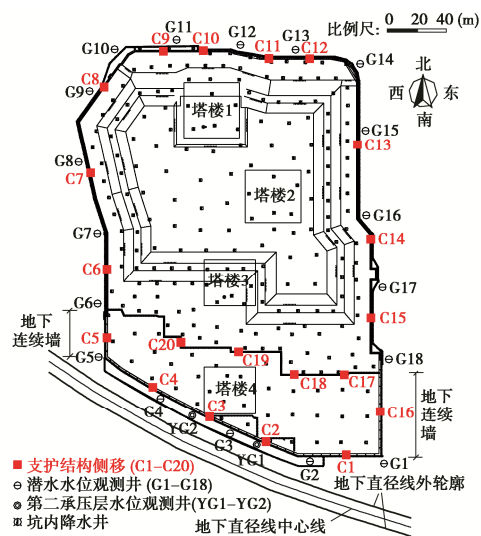 比例尺: 0 20 40 (m)
G11
G12
G13
G10
C9
C10
C11
C12
G14
北
西 东
南
C8
G9
塔楼1
G15
C13
G8
C7
塔楼2
G16
G7
C14
C6
塔楼3
G17
G6
C15
地下
连续墙
C5
C20
C19
G18
G5
C18
C17
C4
塔楼4
地下
连续
墙
G4
C3
C16
YG2
G3
C2
YG1
C1
G2
G1
支护结构侧移 (C1-C20)
潜水水位观测井 (G1-G18)
第二承压层水位观测井(YG1-YG2)
坑内降水井
地下直径线外轮廓
地下直径线中心线